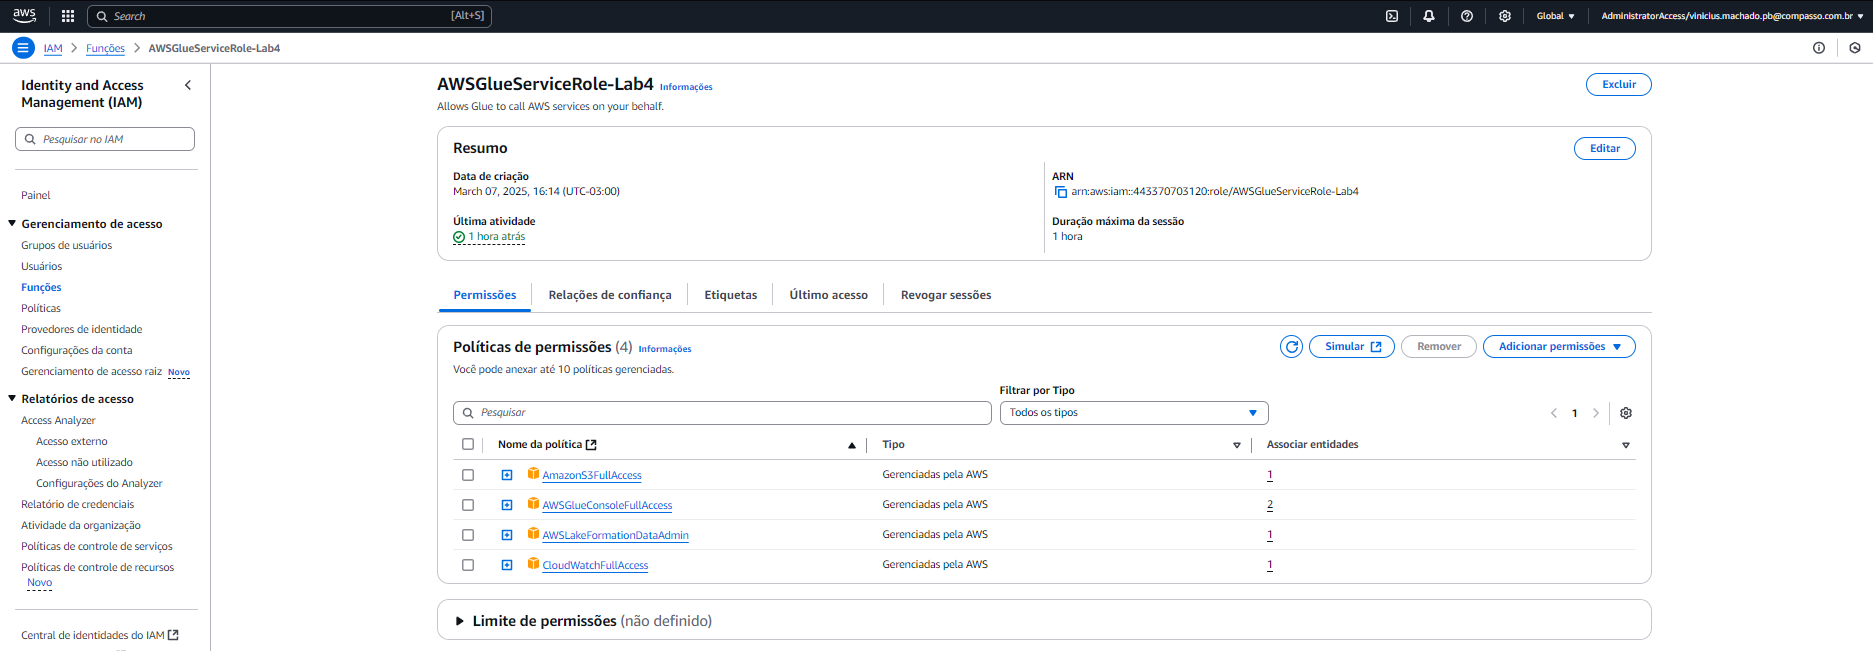 aws
Search
[Alt+S]
Global
AdministratorAccess/vinicius.machado.pb@compasso.com.br
IAM > Funções > AWSGlueServiceRole-Lab4
Identity and Access
Management (IAM)
Pesquisar no IAM
Painel
Gerenciamento de acesso
Grupos de usuários
Usuários
Funções
Políticas
Provedores de identidade
Configurações da conta
Gerenciamento de acesso raiz Novo
Relatórios de acesso
Access Analyzer
Acesso externo
Acesso não utilizado
Configurações do Analyzer
Relatório de credenciais
Atividade da organização
Políticas de controle de serviços
Políticas de controle de recursos
Novo
Central de identidades do IAM
AWSGlueServiceRole-Lab4 Informações
Excluir
Allows Glue to call AWS services on your behalf.
Resumo
Editar
Data de criação
March 07, 2025, 16:14 (UTC-03:00)
ARN
arn:aws:iam::443370703120:role/AWSGlueServiceRole-Lab4
Última atividade
1 hora atrás
Duração máxima da sessão
1 hora
Permissões
Relações de confiança
Etiquetas
Último acesso
Revogar sessões
Políticas de permissões (4) Informações
Simular
Remover
Adicionar permissões
Você pode anexar até 10 políticas gerenciadas.
Filtrar por Tipo
Pesquisar
Todos os tipos
1
Nome da política Tipo Associar entidades
AmazonS3FullAccess Gerenciadas pela AWS 1
AWSGlueConsoleFullAccess Gerenciadas pela AWS 2
AWSLakeFormationDataAdmin Gerenciadas pela AWS 1
CloudWatchFullAccess Gerenciadas pela AWS 1
Limite de permissões (não definido)